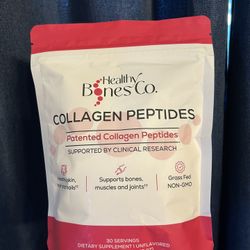 Healthy
Bones Co.
COLLAGEN PEPTIDES
Patented Collagen Peptides
SUPPORTED BY CLINICAL RESEARCH
Supports bones,
muscles and joints
Grass Fed
NON-GMO
30 SERVINGS
DIETARY SUPPLEMENT | UNFLAVORED